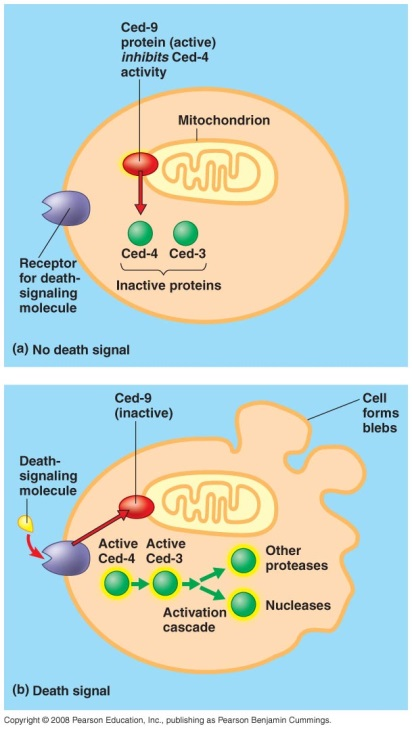 Ced-9
protein (active)
inhibits Ced-4
activity
Mitochondrion
Ced-4 Ced-3
Receptor
for death-
signaling
molecule
Inactive proteins
(a) No death signal
Ced-9
(inactive)
Cell
forms
blebs
Death-
signaling
molecule
Active
Ced-4
Active
Ced-3
Other
proteases
Activation
cascade
Nucleases
(b) Death signal
Copyright © 2008 Pearson Education, Inc., publishing as Pearson Benjamin Cummings.